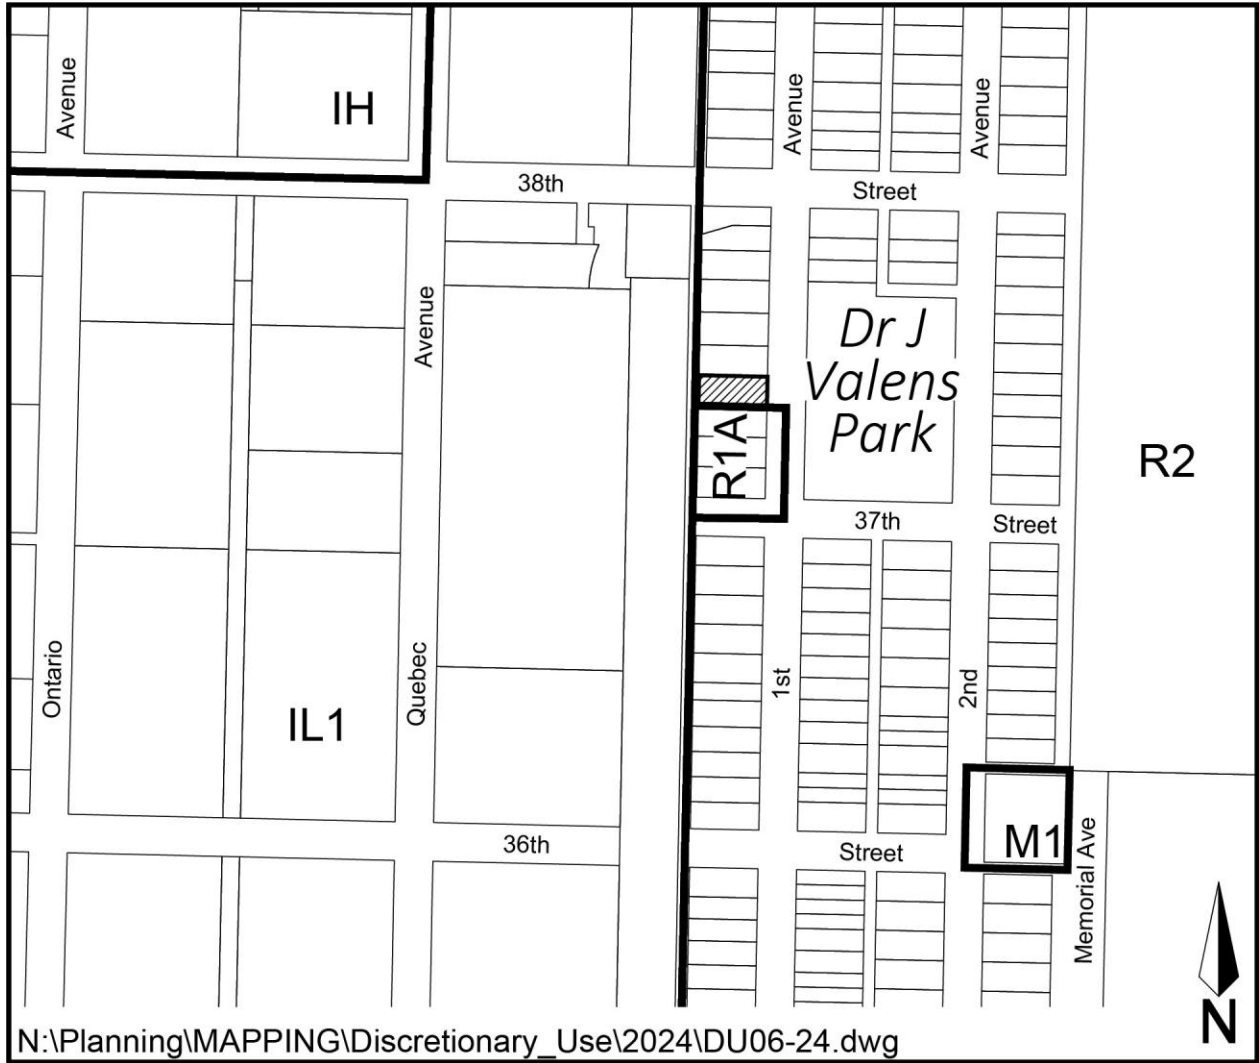 Avenue
IH
Avenue
Avenue
38th
Street
Avenue
Dr J
Valens
Park
R1A
R2
37th
Street
Ontario
IL1
Quebec
1st
2nd
36th
Street
M1
Memorial Ave
N
N:\Planning\MAPPING\Discretionary_Use\2024\DU06-24.dwg